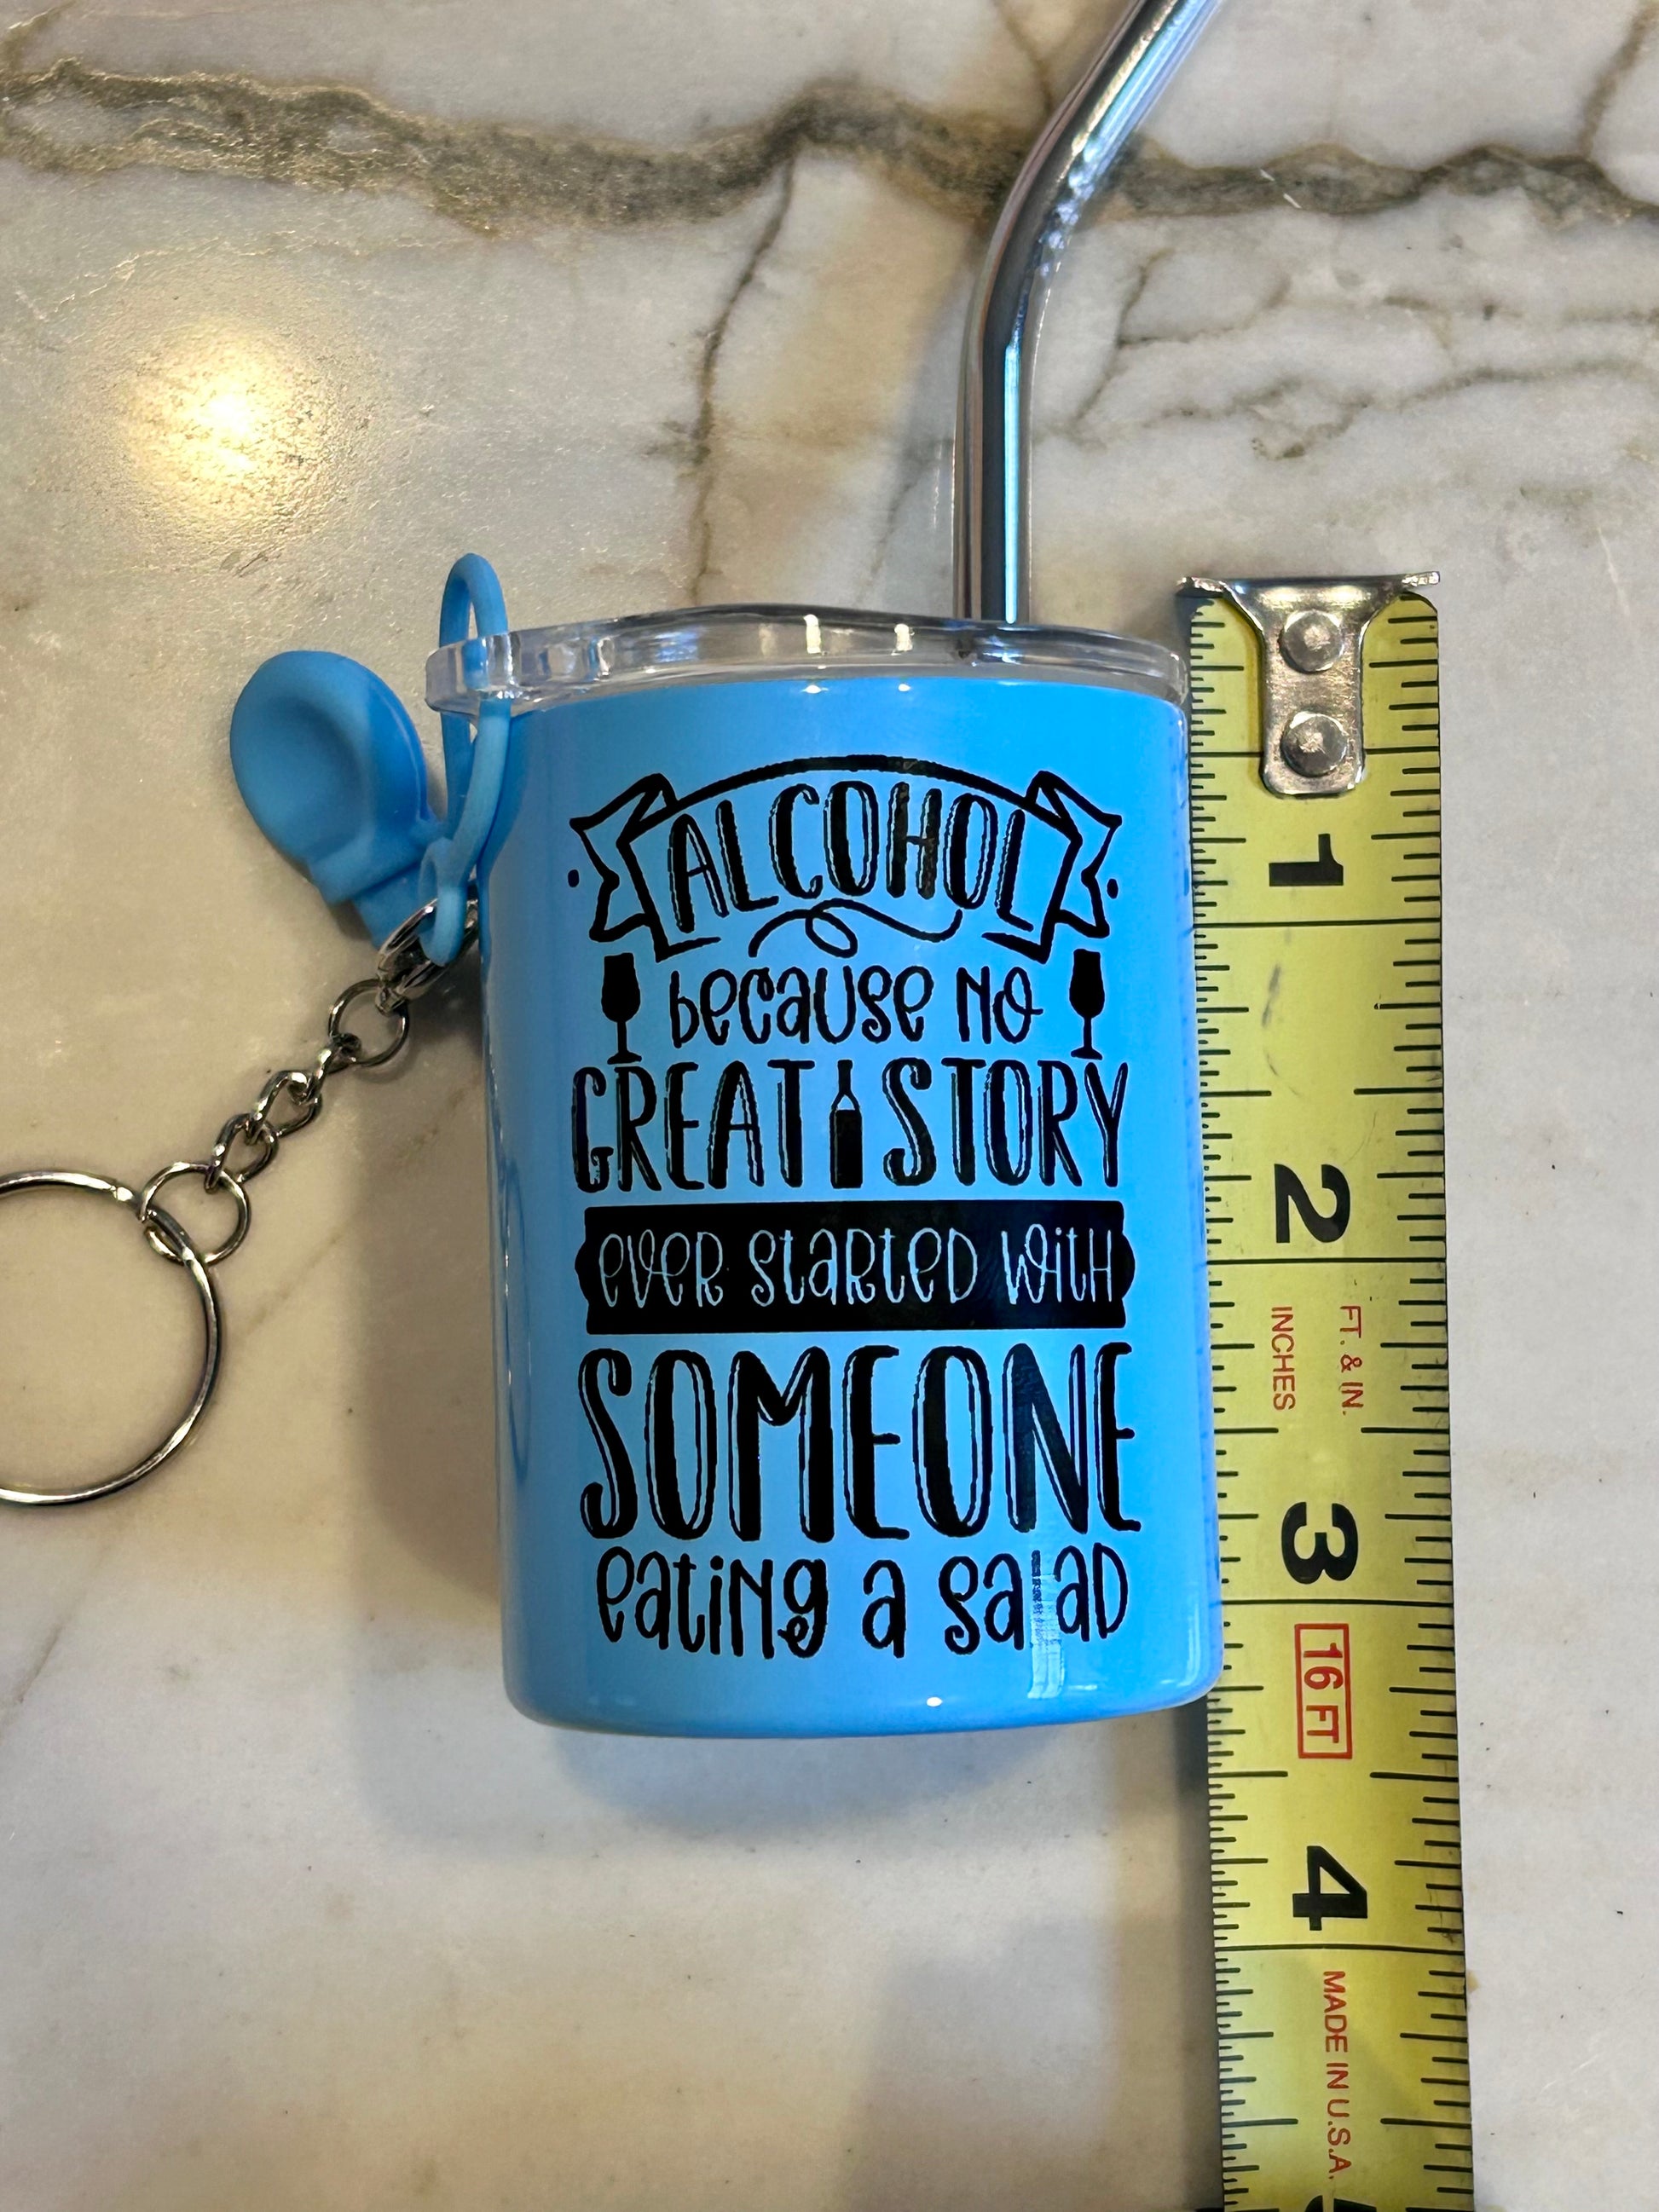 ALCOHOL
because no
GREAT STORY
ever started with
SOMEONE
eating a salad
1
2
FT. & IN.
INCHES
3
16 FT
4
MADE IN U.S.A.